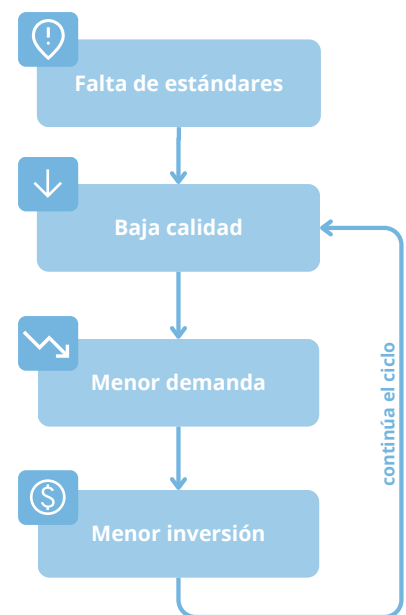 Falta de estándares
Baja calidad
Menor demanda
Menor inversión
continúa el ciclo